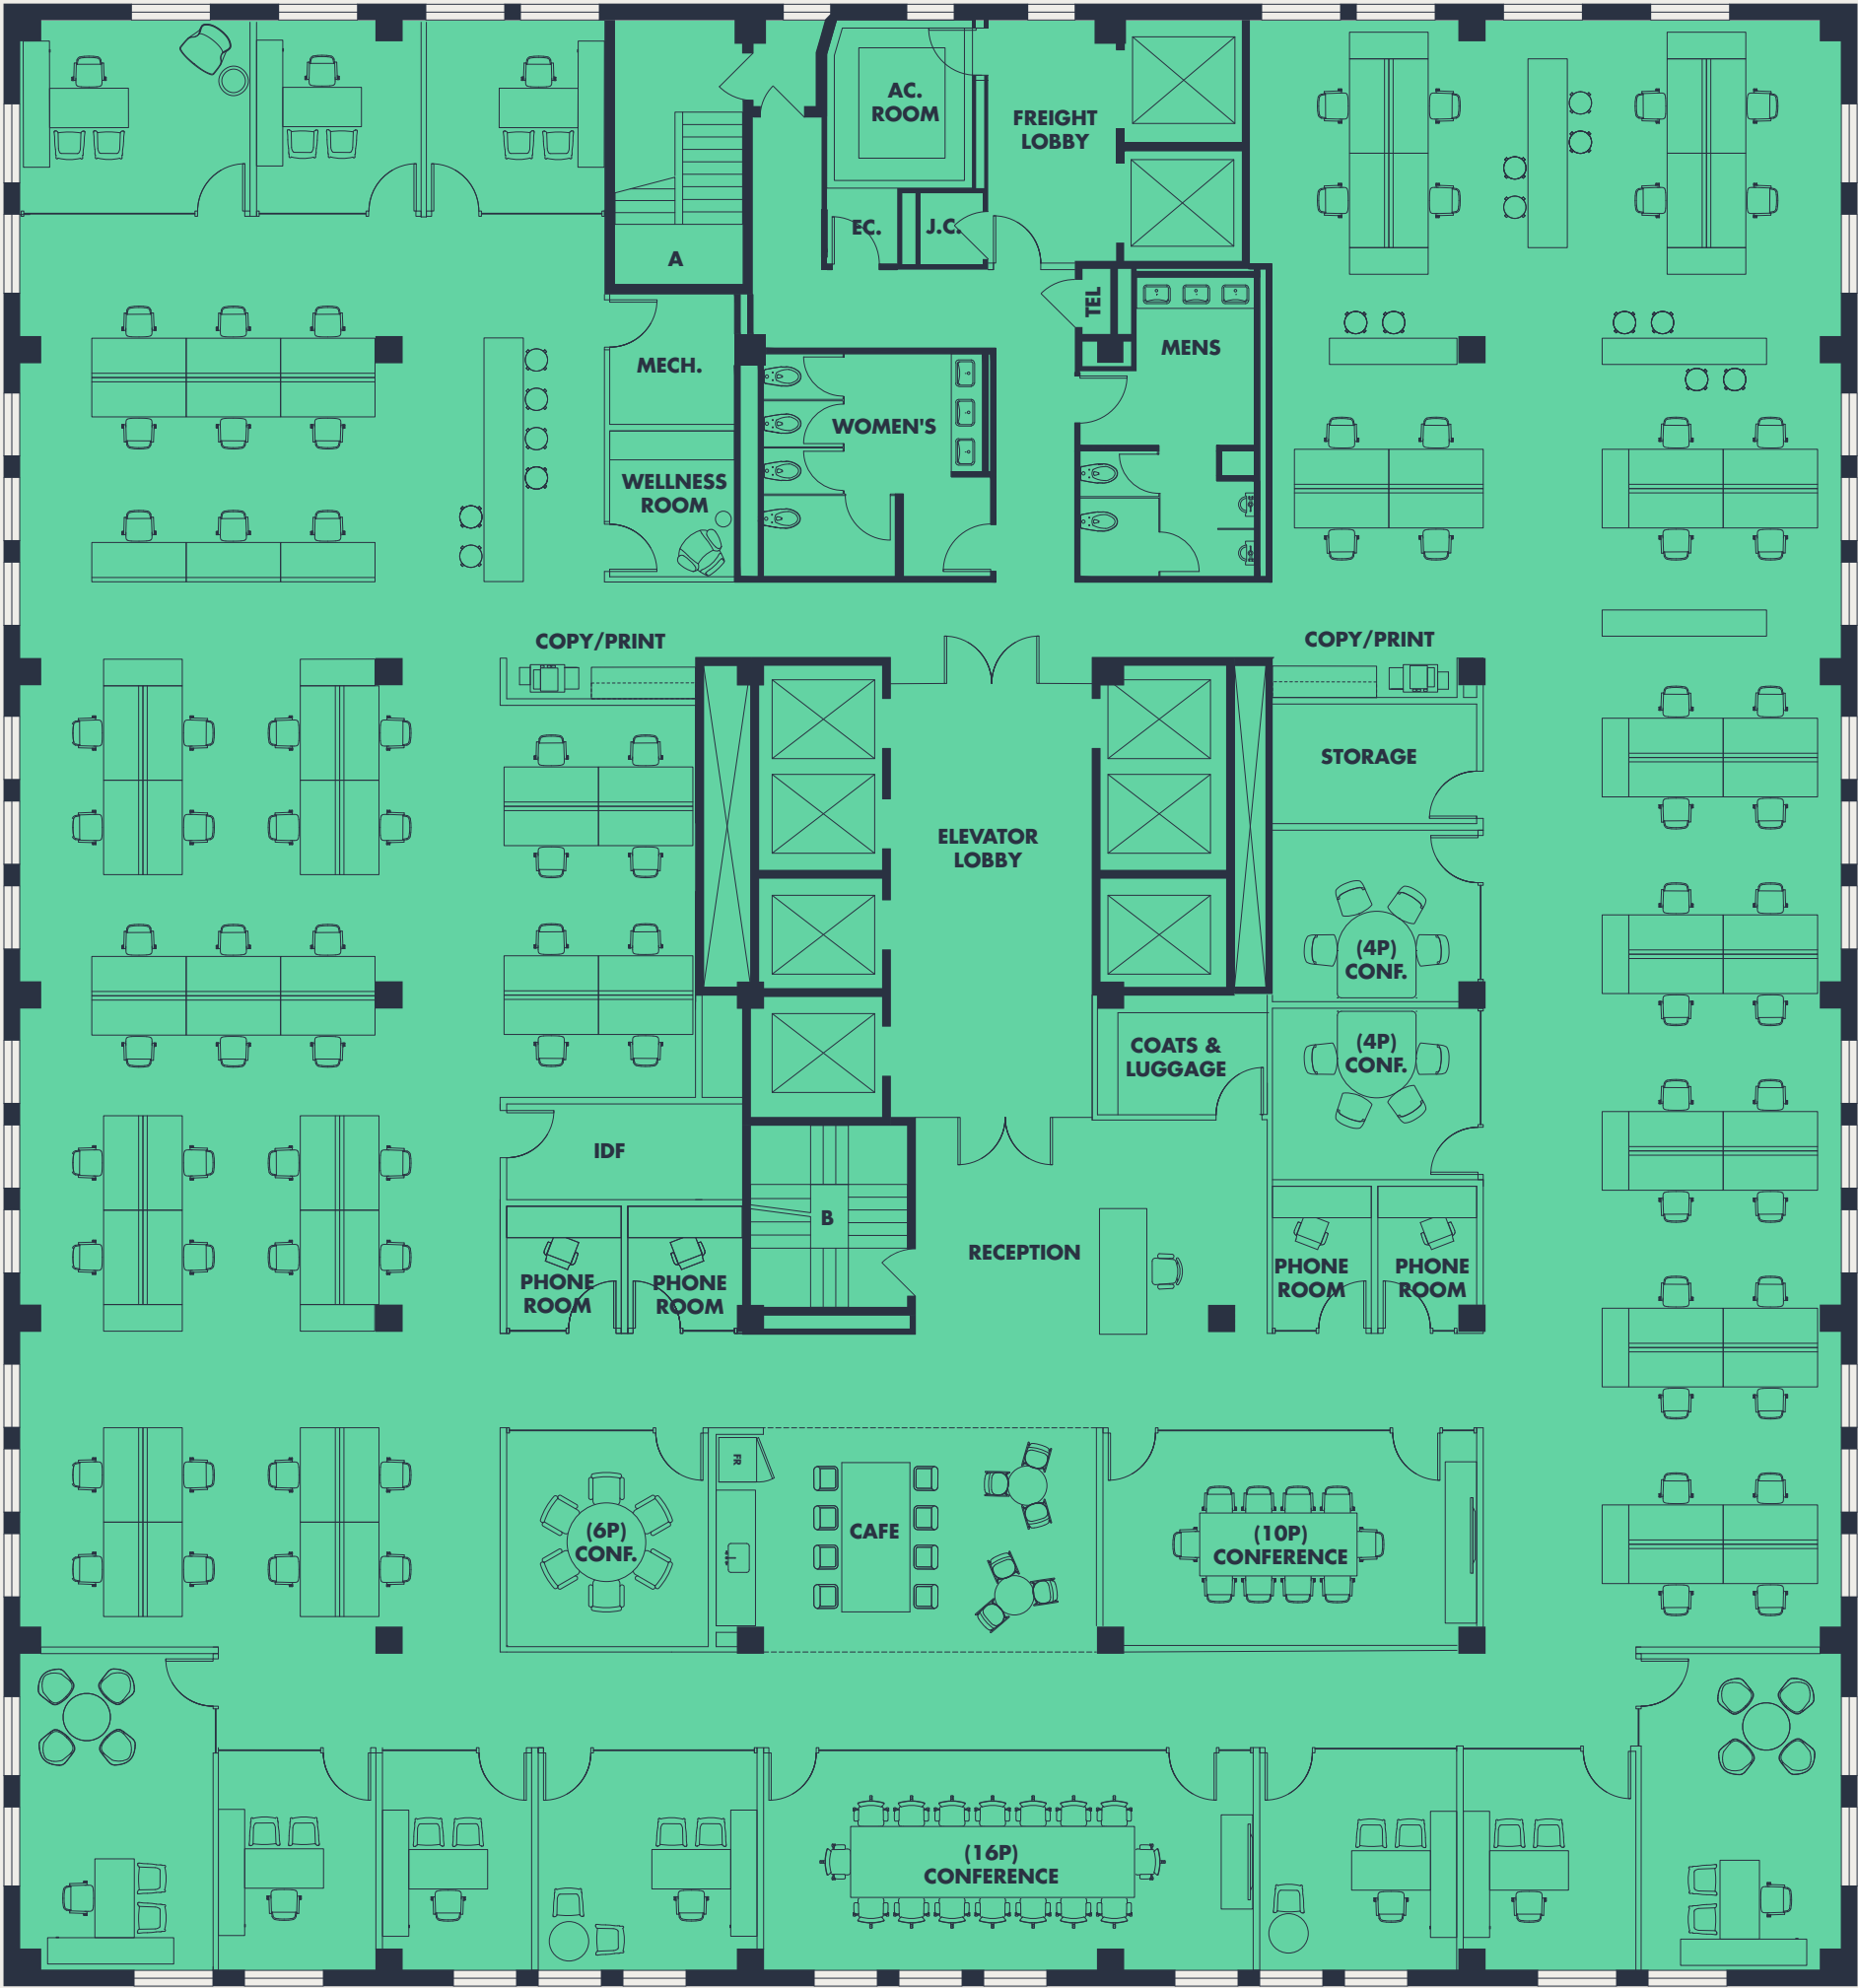 AC.
ROOM
FREIGHT
LOBBY
EC.
J.C.
A
TEL
MENS
MECH.
WOMEN'S
WELLNESS
ROOM
COPY/PRINT
COPY/PRINT
STORAGE
ELEVATOR
LOBBY
(4P)
CONF.
(4P)
CONF.
COATS &
LUGGAGE
IDF
B
RECEPTION
PHONE
ROOM
PHONE
ROOM
PHONE
ROOM
PHONE
ROOM
FR
(6P)
CONF.
CAFE
(10P)
CONFERENCE
(16P)
CONFERENCE